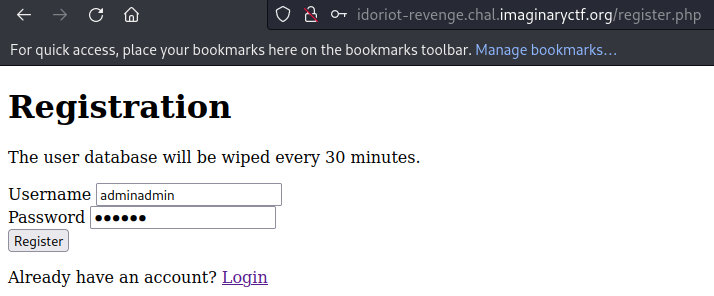 idoriot-revenge.chal.imaginaryctf.org/register.php
For quick access, place your bookmarks here on the bookmarks toolbar. Manage bookmarks…
Registration
The user database will be wiped every 30 minutes.
Username adminadmin
Password ●●●●●●
Register
Already have an account? Login